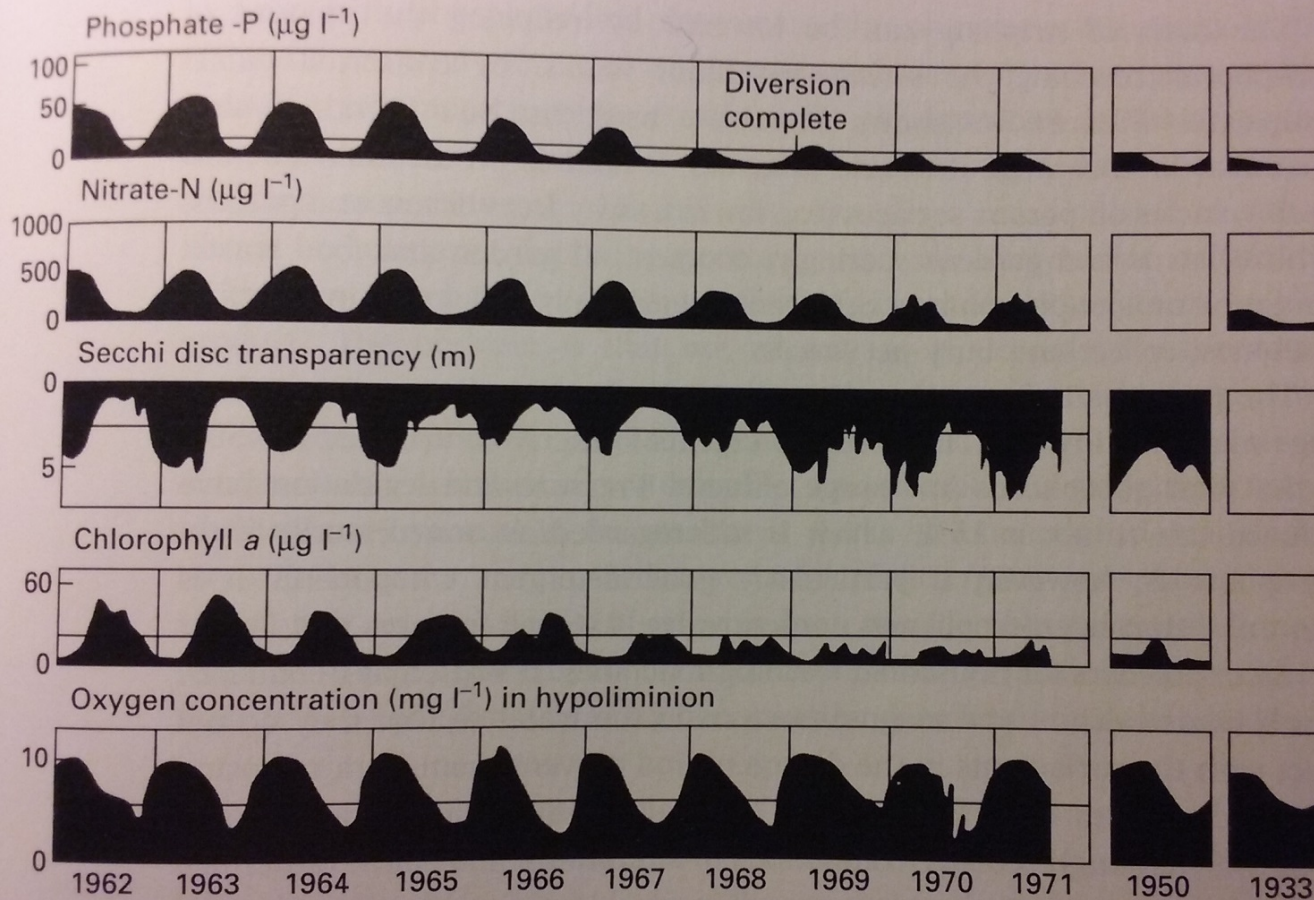 Phosphate -P (μg l⁻¹)
100
50
0
Diversion
complete
Nitrate-N (μg l⁻¹)
1000
500
0
Secchi disc transparency (m)
0
5
Chlorophyll a (μg l⁻¹)
60
0
Oxygen concentration (mg l⁻¹) in hypoliminion
10
0
1962 1963 1964 1965 1966 1967 1968 1969 1970 1971 1950 1933